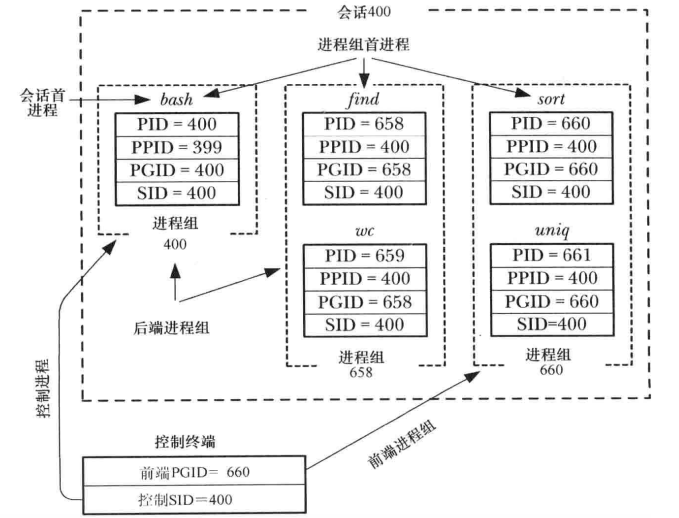 会话400
进程组首进程
会话首
进程
bash
PID = 400
PPID = 399
PGID = 400
SID = 400
进程组
400
find
PID = 658
PPID = 400
PGID = 658
SID = 400
wc
PID = 659
PPID = 400
PGID = 658
SID = 400
进程组
658
sort
PID = 660
PPID = 400
PGID = 660
SID = 400
uniq
PID = 661
PPID = 400
PGID = 660
SID=400
进程组
660
后端进程组
控制进程
前端进程组
控制终端
前端PGID= 660
控制SID=400